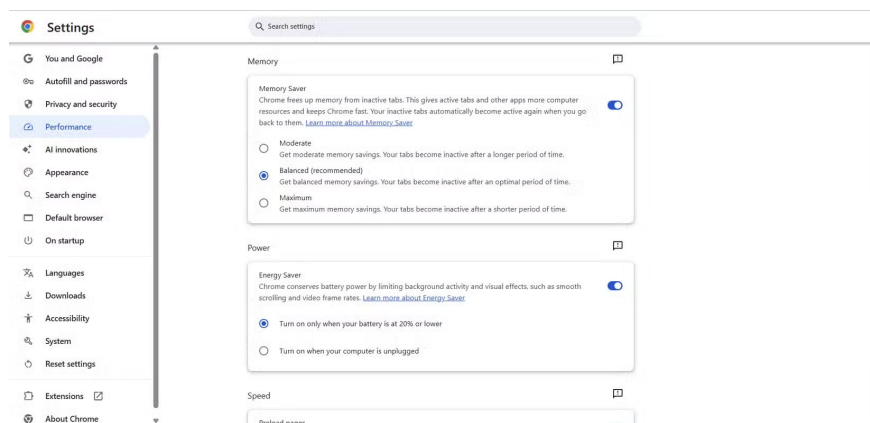 Settings
Search settings
You and Google
Autofill and passwords
Privacy and security
Performance
AI innovations
Appearance
Search engine
Default browser
On startup
Languages
Downloads
Accessibility
System
Reset settings
Extensions
About Chrome
Memory
Memory Saver
Chrome frees up memory from inactive tabs. This gives active tabs and other apps more computer
resources and keeps Chrome fast. Your inactive tabs automatically become active again when you go
back to them. Learn more about Memory Saver
Moderate
Get moderate memory savings. Your tabs become inactive after a longer period of time.
Balanced (recommended)
Get balanced memory savings. Your tabs become inactive after an optimal period of time.
Maximum
Get maximum memory savings. Your tabs become inactive after a shorter period of time.
Power
Energy Saver
Chrome conserves battery power by limiting background activity and visual effects, such as smooth
scrolling and video frame rates. Learn more about Energy Saver
Turn on only when your battery is at 20% or lower
Turn on when your computer is unplugged
Speed
Preload pages